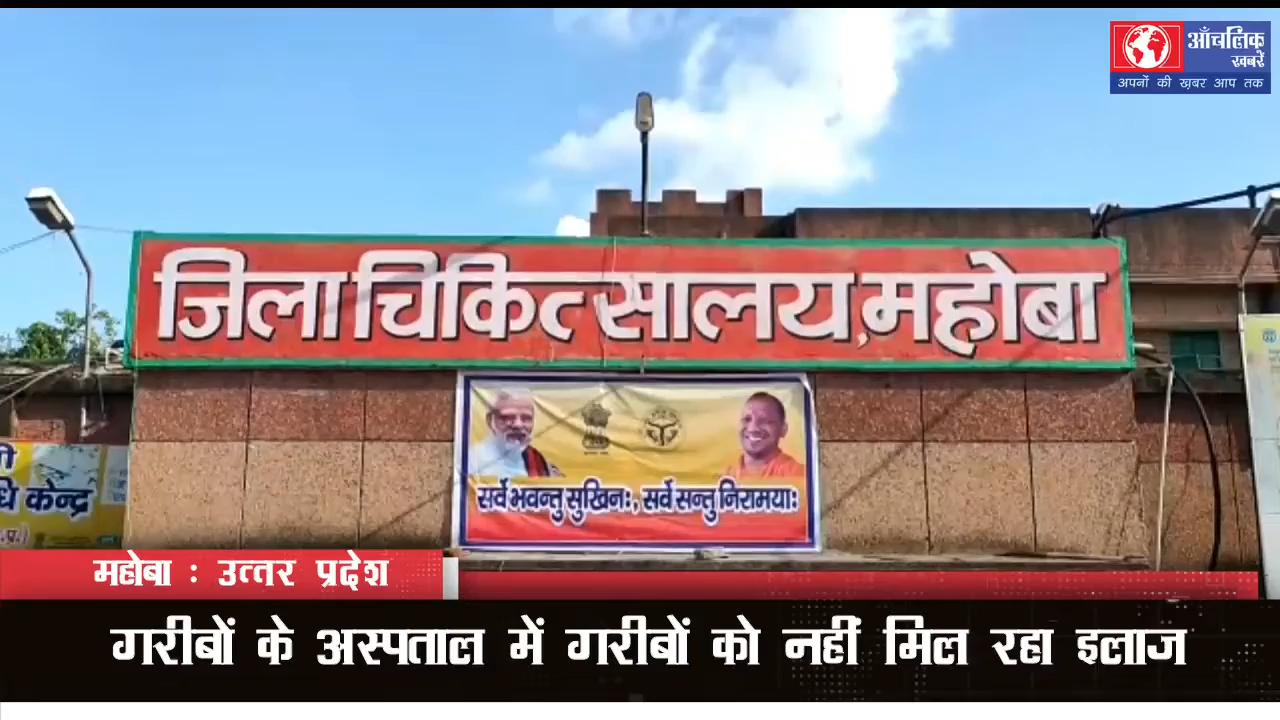 आँचलिक
खबरें
अपनों की ख़बर आप तक
जिला चिकित्सालय, महोबा
सर्वे भवन्तु सुखिनः, सर्वे सन्तु निरामयाः
केन्द्र
महोबा : उत्तर प्रदेश
गरीबों के अस्पताल में गरीबों को नहीं मिल रहा इलाज